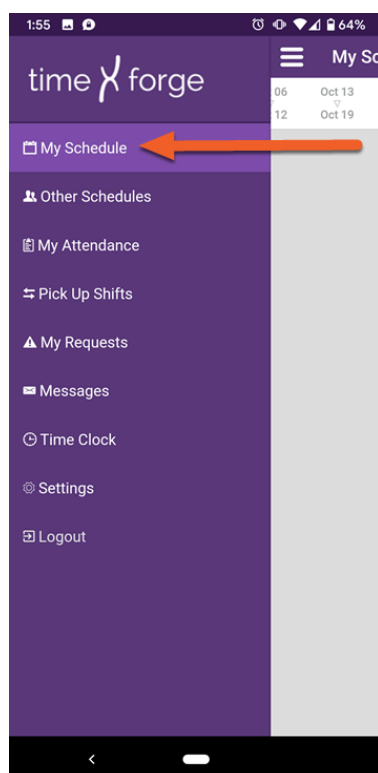 1:55 64%
time forge
My Sc
06 Oct 13
12 Oct 19
My Schedule
Other Schedules
My Attendance
Pick Up Shifts
My Requests
Messages
Time Clock
Settings
Logout